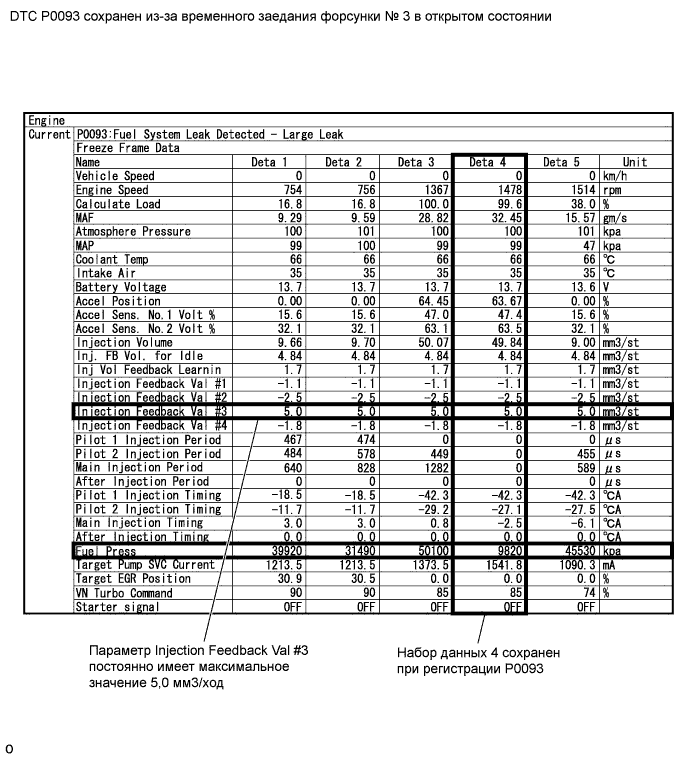 DTC P0093 сохранен из-за временного заедания форсунки № 3 в открытом состоянии
Engine
Current P0093:Fuel System Leak Detected - Large Leak
Freeze Frame Data
Name Deta 1 Deta 2 Deta 3 Deta 4 Deta 5 Unit
Vehicle Speed 0 0 0 0 0 km/h
Engine Speed 754 756 1367 1478 1514 rpm
Calculate Load 16.8 16.8 100.0 99.6 38.0 %
MAF 9.29 9.59 28.82 32.45 15.57 gm/s
Atmosphere Pressure 100 101 100 100 101 kpa
MAP 99 100 99 99 47 kpa
Coolant Temp 66 66 66 66 66 °C
Intake Air 35 35 35 35 35 °C
Battery Voltage 13.7 13.7 13.7 13.7 13.6 V
Accel Position 0.00 0.00 64.45 63.67 0.00 %
Accel Sens. No.1 Volt % 15.6 15.6 47.0 47.4 15.6 %
Accel Sens. No.2 Volt % 32.1 32.1 63.1 63.5 32.1 %
Injection Volume 9.66 9.70 50.07 49.84 9.00 mm3/st
Inj. FB Vol. for Idle 4.84 4.84 4.84 4.84 4.84 mm3/st
Inj Vol Feedback Learnin 1.7 1.7 1.7 1.7 1.7 mm3/st
Injection Feedback Val #1 -1.1 -1.1 -1.1 -1.1 -1.1 mm3/st
Injection Feedback Val #2 -2.5 -2.5 -2.5 -2.5 -2.5 mm3/st
Injection Feedback Val #3 5.0 5.0 5.0 5.0 5.0 mm3/st
Injection Feedback Val #4 -1.8 -1.8 -1.8 -1.8 -1.8 mm3/st
Pilot 1 Injection Period 467 474 0 0 0 μs
Pilot 2 Injection Period 484 578 449 0 455 μs
Main Injection Period 640 828 1282 0 589 μs
After Injection Period 0 0 0 0 0 μs
Pilot 1 Injection Timing -18.5 -18.5 -42.3 -42.3 -42.3 °CA
Pilot 2 Injection Timing -11.7 -11.7 -29.2 -27.1 -27.5 °CA
Main Injection Timing 3.0 3.0 0.8 -2.5 -6.1 °CA
After Injection Timing 0.0 0.0 0.0 0.0 0.0 °CA
Fuel Press 39920 31490 50100 9820 45530 kpa
Target Pump SVC Current 1213.5 1213.5 1373.5 1541.8 1090.3 mA
Target EGR Position 30.9 30.5 0.0 0.0 0.0 %
VN Turbo Command 90 90 85 85 74 %
Starter signal OFF OFF OFF OFF OFF
Параметр Injection Feedback Val #3
постоянно имеет максимальное
значение 5,0 мм3/ход
Набор данных 4 сохранен
при регистрации P0093
O